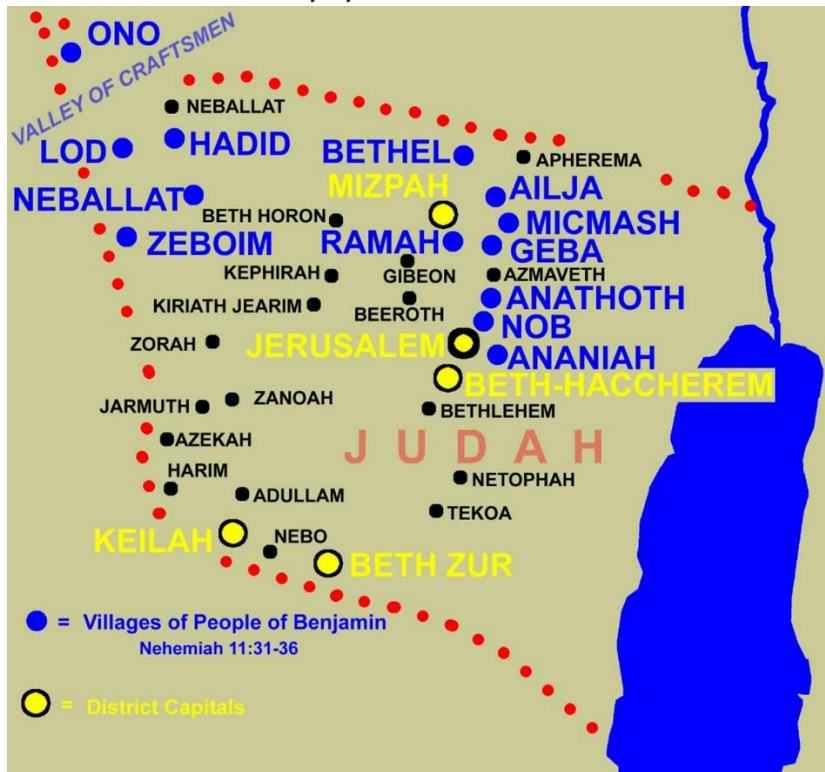 ONO
VALLEY OF CRAFTSMEN
NEBALLAT
LOD
HADID
BETHEL
APHEREMA
MIZPAH
AILJA
NEBALLAT
BETH HORON
MICMASH
ZEBOIM
RAMAH
GEBA
KEPHIRAH
GIBEON
AZMAVETH
KIRIATH JEARIM
BEEROTH
ANATHOTH
NOB
ZORAH
JERUSALEM
ANANIAH
BETH-HACCHEREM
JARMUTH
ZANOAH
BETHLEHEM
AZEKAH
JUDAH
HARIM
NETOPHAH
ADULLAM
TEKOA
KEILAH
NEBO
BETH ZUR
= Villages of People of Benjamin
Nehemiah 11:31-36
= District Capitals